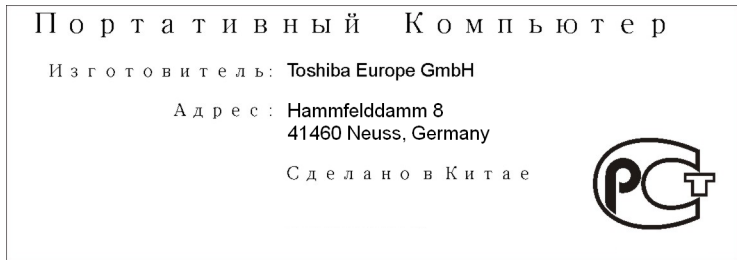 Портативный Компьютер
Изготовитель: Toshiba Europe GmbH
Адрес: Hammfelddamm 8
41460 Neuss, Germany
Сделано в Китае
РСТ